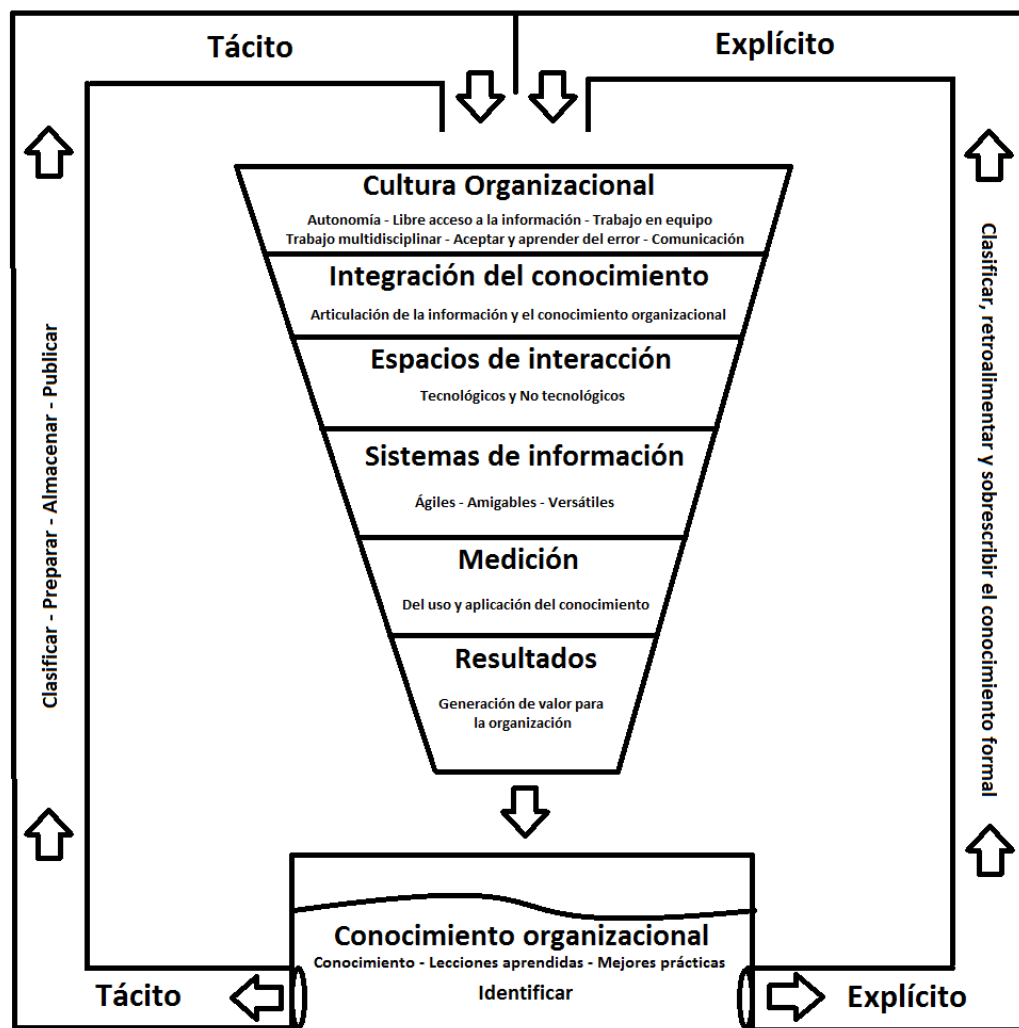 Tácito
Explícito
Cultura Organizacional
Autonomía - Libre acceso a la información - Trabajo en equipo
Trabajo multidisciplinar - Aceptar y aprender del error - Comunicación
Integración del conocimiento
Articulación de la información y el conocimiento organizacional
Espacios de interacción
Tecnológicos y No tecnológicos
Sistemas de información
Ágiles - Amigables - Versátiles
Medición
Del uso y aplicación del conocimiento
Resultados
Generación de valor para
la organización
Clasificar - Preparar - Almacenar - Publicar
Clasificar, retroalimentar y sobrescribir el conocimiento formal
Conocimiento organizacional
Conocimiento - Lecciones aprendidas - Mejores prácticas
Identificar
Tácito
Explícito